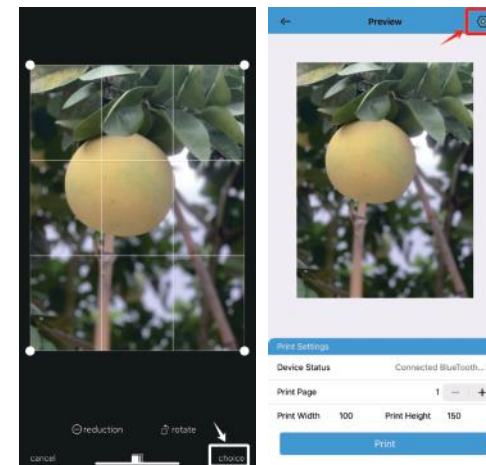 reduction
rotate
cancel
choice
Preview
Print Settings
Device Status
Connected BlueTooth...
Print Page
1
Print Width 100 Print Height 150
Print